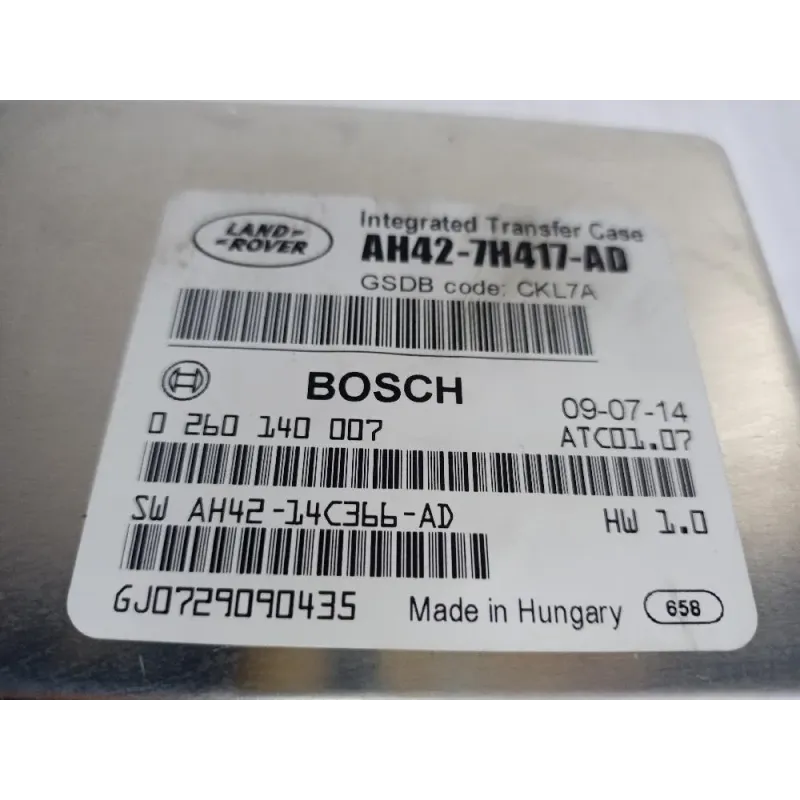 LAND-
-ROVER
Integrated Transfer Case
AH42-7H417-AD
GSDB code: CKL7A
BOSCH
09-07-14
0 260 140 007
ATC01.07
SW AH42-14C366-AD
HW 1.0
GJ0729090435
Made in Hungary
658